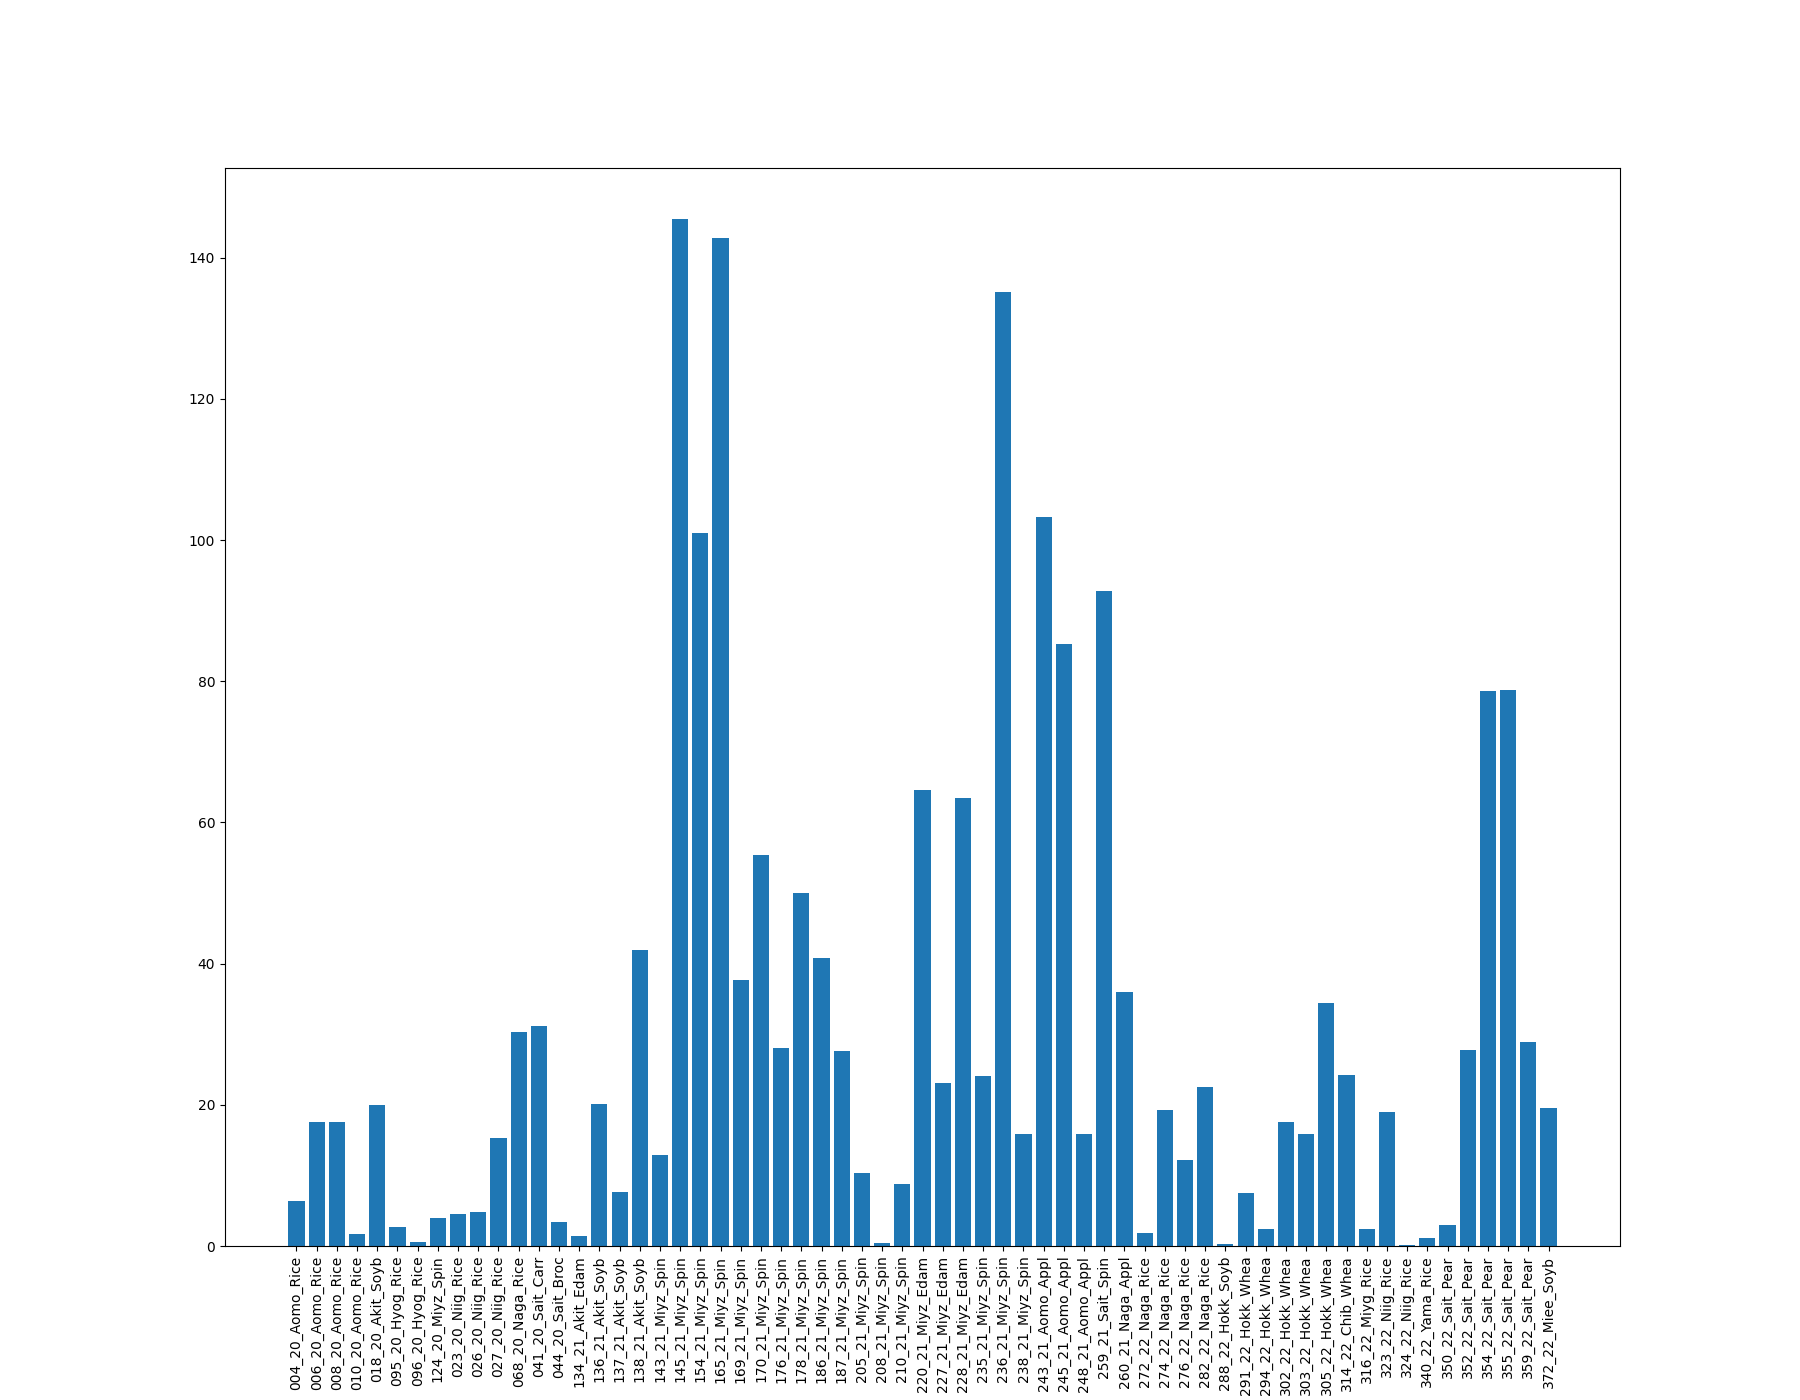 140
120
100
80
60
40
20
0
004_20_Aomo_Rice
006_20_Aomo_Rice
008_20_Aomo_Rice
010_20_Aomo_Rice
018_20_Akit_Soyb
095_20_Hyog_Rice
096_20_Hyog_Rice
124_20_Miyz_Spin
023_20_Niig_Rice
026_20_Niig_Rice
027_20_Niig_Rice
068_20_Naga_Rice
041_20_Sait_Carr
044_20_Sait_Broc
134_21_Akit_Edam
136_21_Akit_Soyb
137_21_Akit_Soyb
138_21_Akit_Soyb
143_21_Miyz_Spin
145_21_Miyz_Spin
154_21_Miyz_Spin
165_21_Miyz_Spin
169_21_Miyz_Spin
170_21_Miyz_Spin
176_21_Miyz_Spin
178_21_Miyz_Spin
186_21_Miyz_Spin
187_21_Miyz_Spin
205_21_Miyz_Spin
208_21_Miyz_Spin
210_21_Miyz_Spin
220_21_Miyz_Edam
227_21_Miyz_Edam
228_21_Miyz_Edam
235_21_Miyz_Spin
236_21_Miyz_Spin
238_21_Miyz_Spin
243_21_Aomo_Appl
245_21_Aomo_Appl
248_21_Aomo_Appl
259_21_Sait_Spin
260_21_Naga_Appl
272_22_Naga_Rice
274_22_Naga_Rice
276_22_Naga_Rice
282_22_Naga_Rice
288_22_Hokk_Soyb
291_22_Hokk_Whea
294_22_Hokk_Whea
302_22_Hokk_Whea
303_22_Hokk_Whea
305_22_Hokk_Whea
314_22_Chib_Whea
316_22_Miyg_Rice
323_22_Niig_Rice
324_22_Niig_Rice
340_22_Yama_Rice
350_22_Sait_Pear
352_22_Sait_Pear
354_22_Sait_Pear
355_22_Sait_Pear
359_22_Sait_Pear
372_22_Miee_Soyb